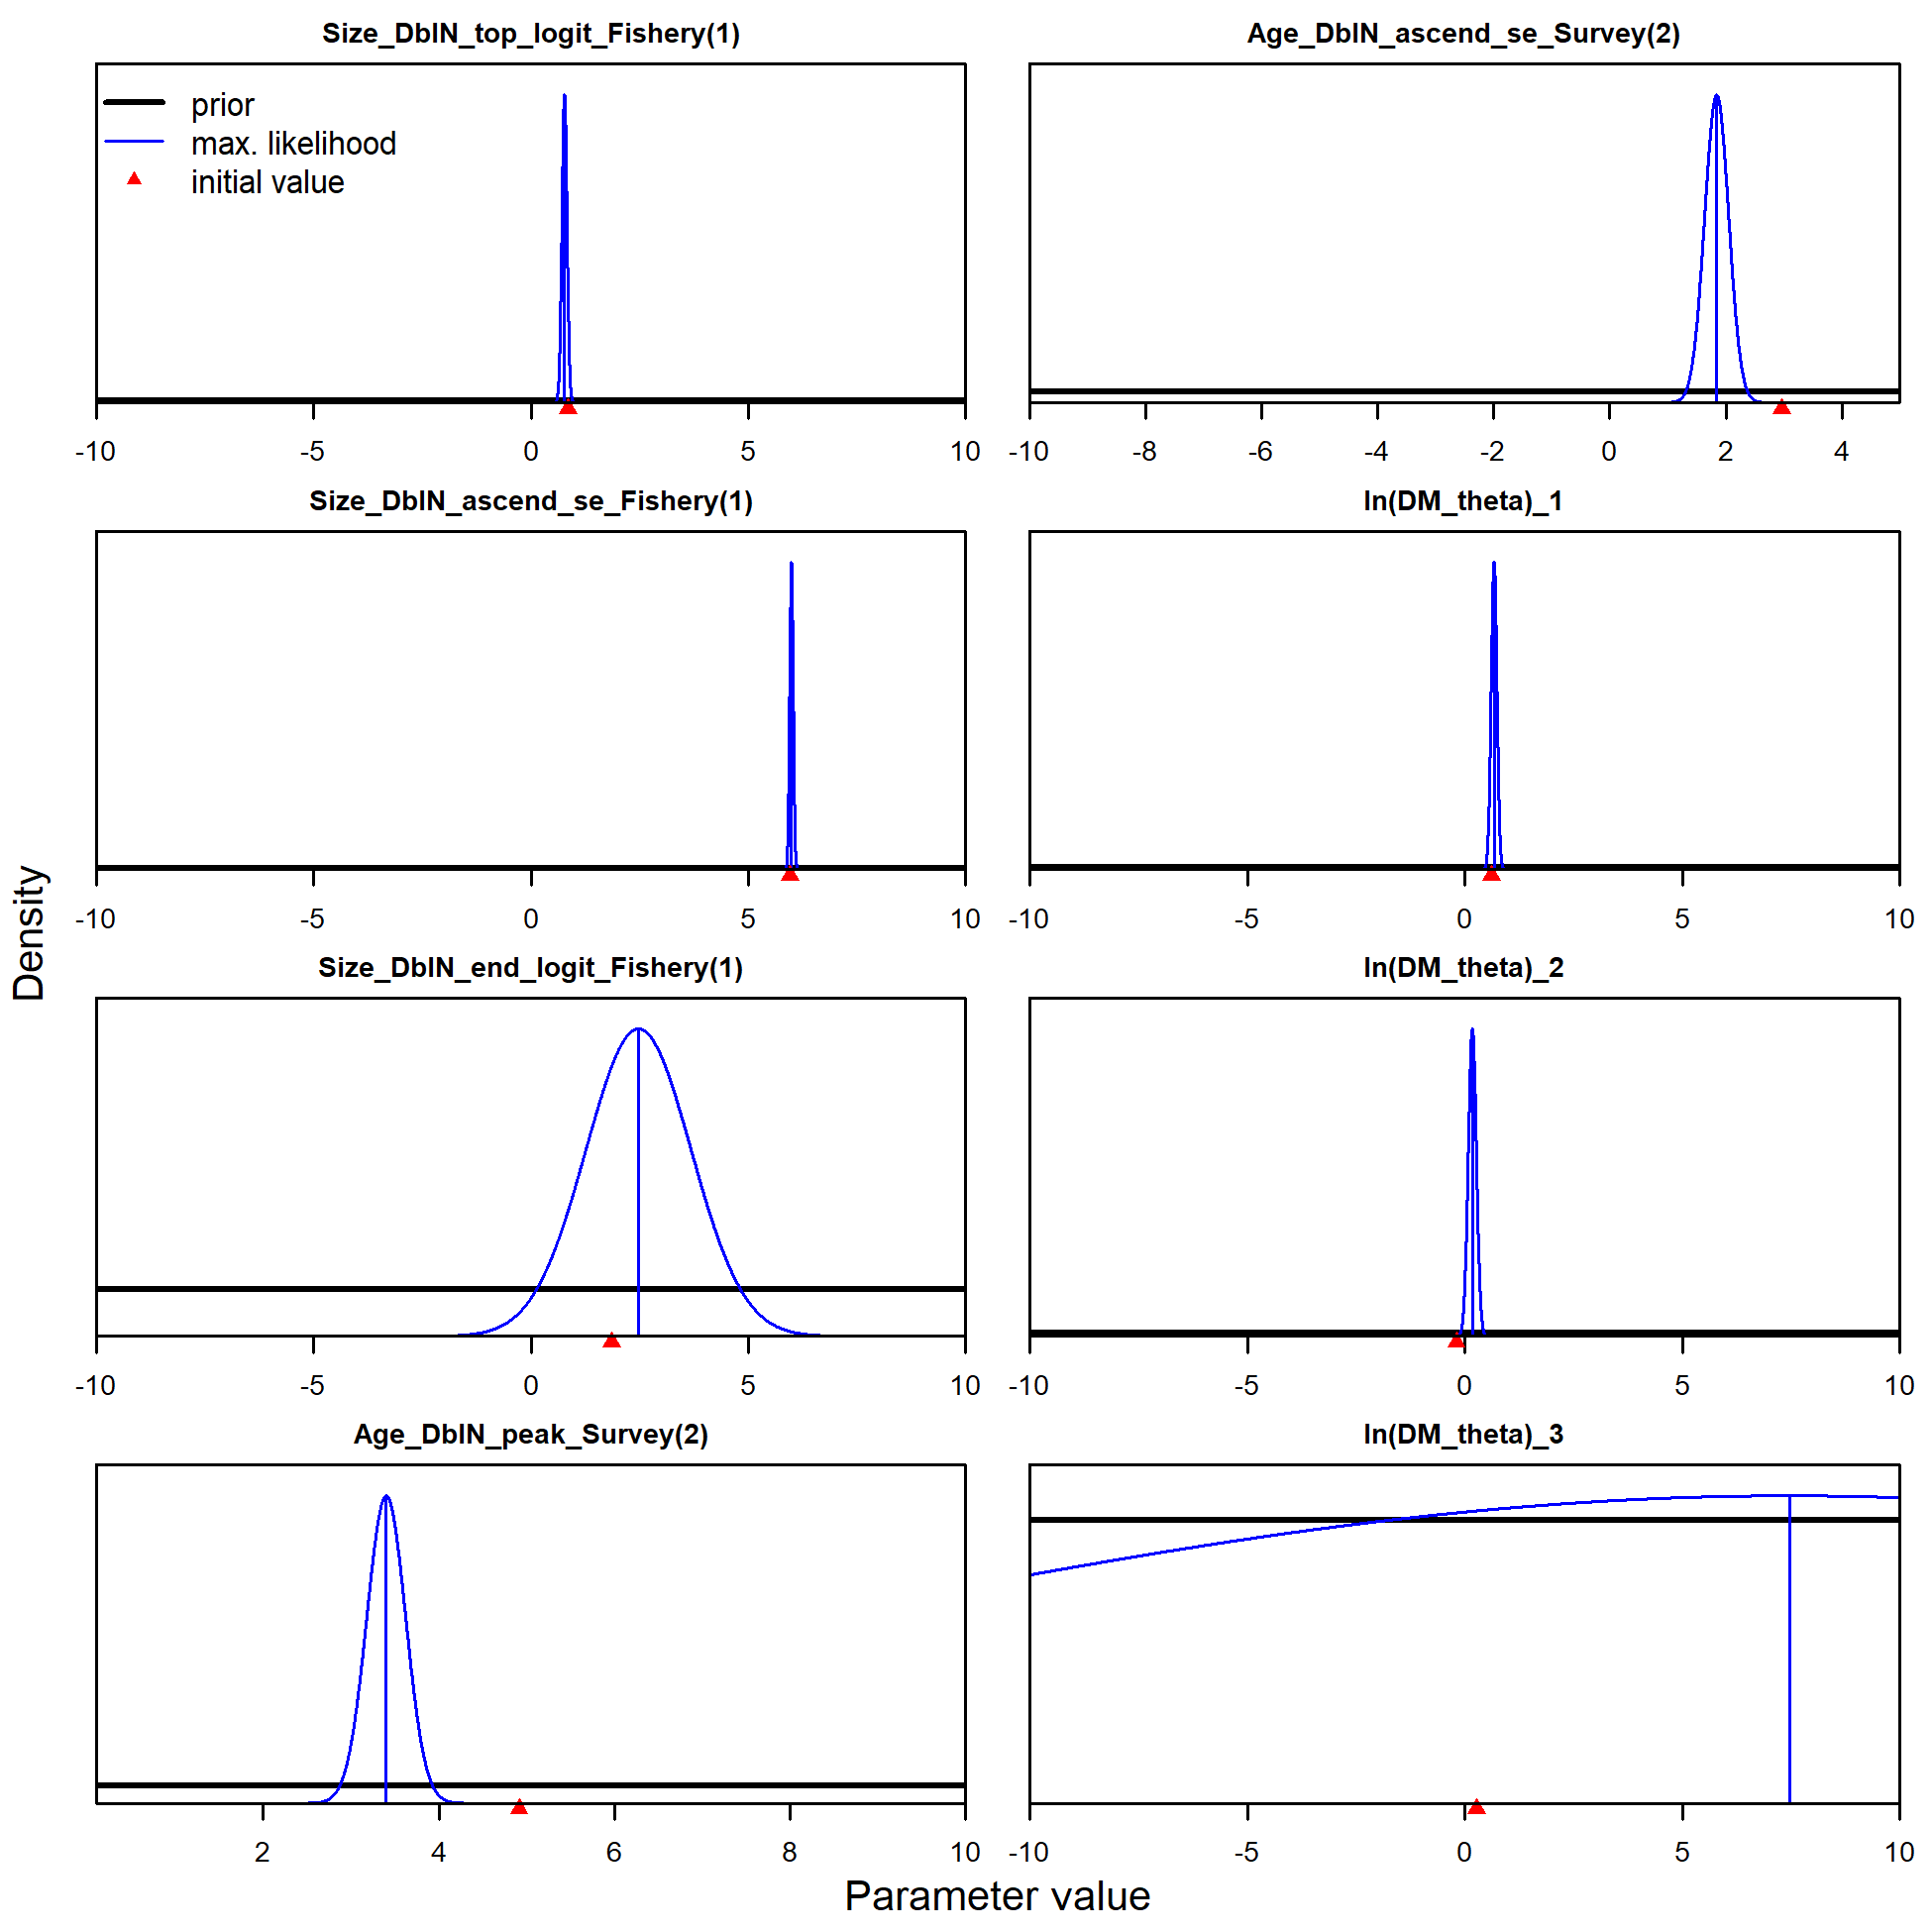 Size_DblN_top_logit_Fishery(1)
prior
max. likelihood
initial value
-10 -5 0 5 10
Age_DblN_ascend_se_Survey(2)
-10 -8 -6 -4 -2 0 2 4
Size_DblN_ascend_se_Fishery(1)
-10 -5 0 5 10
ln(DM_theta)_1
-10 -5 0 5 10
Size_DblN_end_logit_Fishery(1)
-10 -5 0 5 10
ln(DM_theta)_2
-10 -5 0 5 10
Age_DblN_peak_Survey(2)
2 4 6 8 10
ln(DM_theta)_3
-10 -5 0 5 10
Density
Parameter value